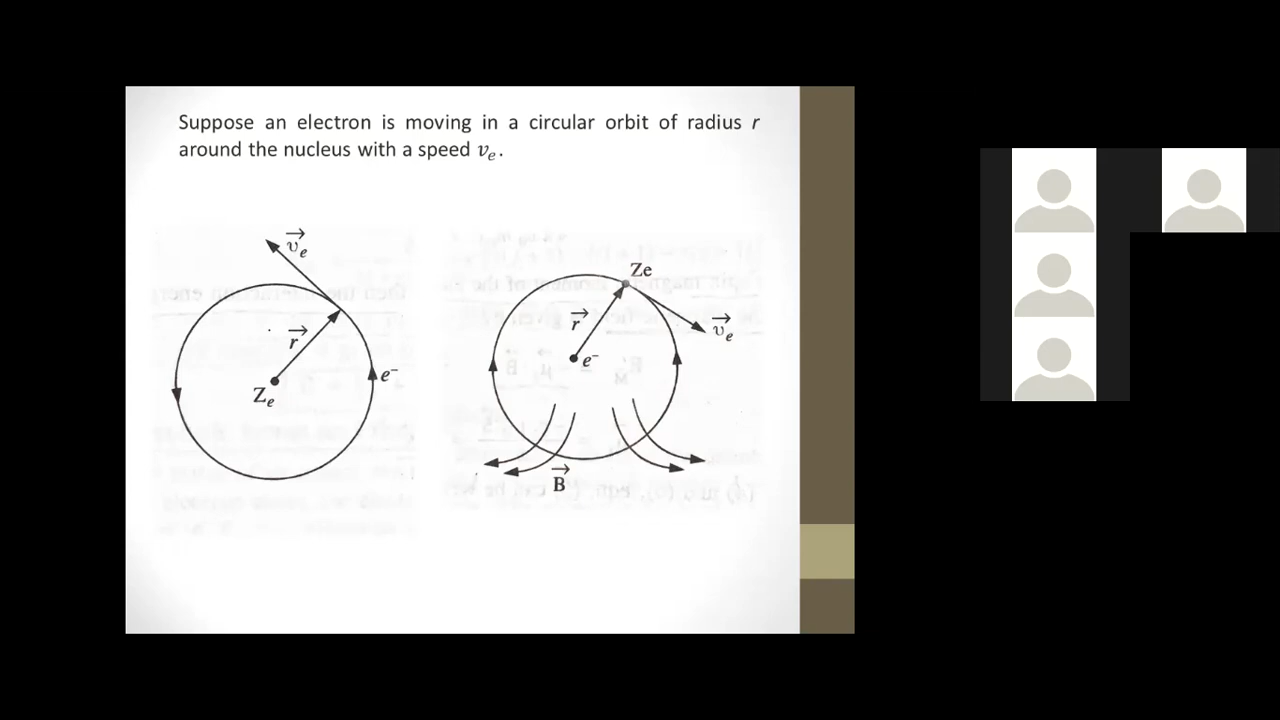 Suppose an electron is moving in a circular orbit of radius r
around the nucleus with a speed vₑ.
v⃗ₑ
r⃗
e⁻
Zₑ
Ze
r⃗
v⃗ₑ
e⁻
B⃗